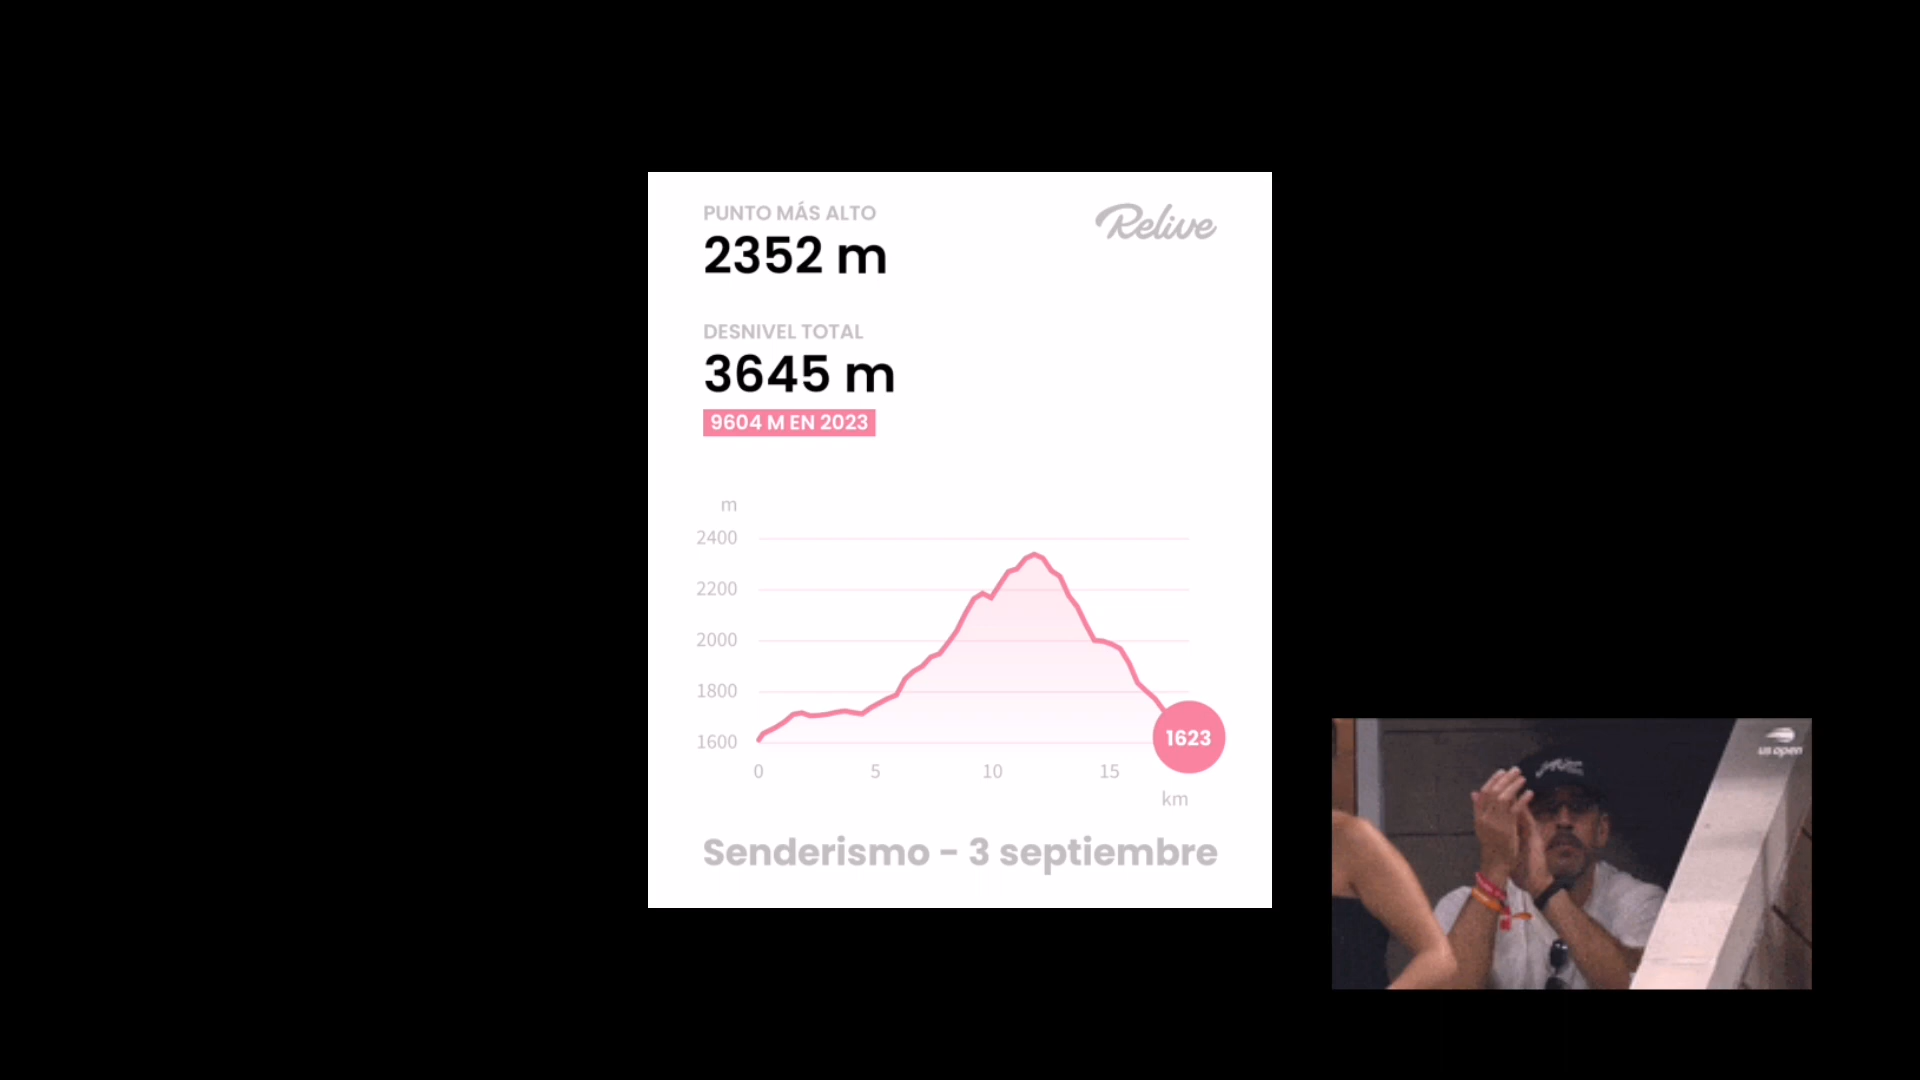 PUNTO MÁS ALTO
Relive
2352 m
DESNIVEL TOTAL
3645 m
9604 M EN 2023
m
2400
2200
2000
1800
1600
1623
0 5 10 15
km
Senderismo - 3 septiembre
us open